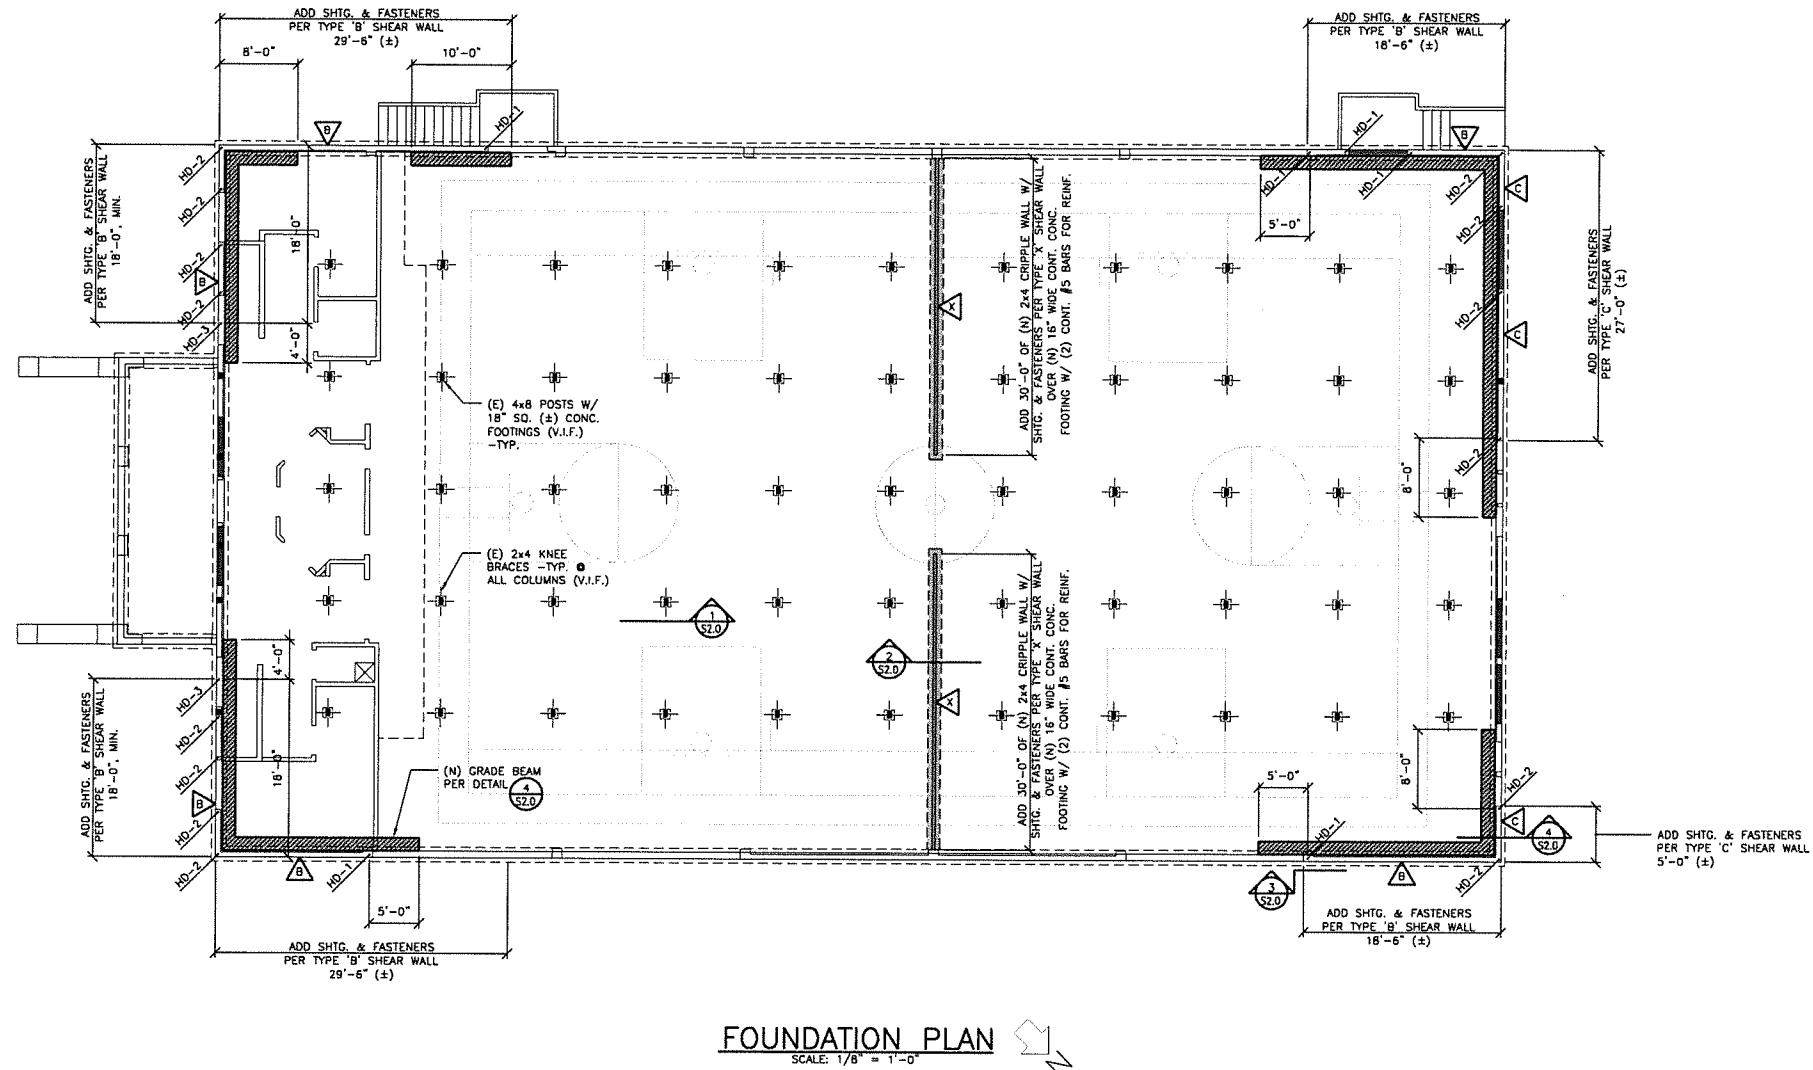 ADD SHTG. & FASTENERS
PER TYPE 'B' SHEAR WALL
29'-6" (±)
8'-0"
10'-0"
ADD SHTG. & FASTENERS
PER TYPE 'B' SHEAR WALL
18'-6" (±)
HD-1
HD-1
B
B
ADD SHTG. & FASTENERS
PER TYPE 'B' SHEAR WALL
18'-0", MIN.
HD-2
HD-2
HD-2
HD-2
HD-3
B
18'-0"
4'-0"
HD-1
HD-1
HD-2
HD-2
HD-2
HD-2
5'-0"
C
C
ADD SHTG. & FASTENERS
PER TYPE 'C' SHEAR WALL
27'-0" (±)
ADD 30'-0" OF (N) 2x4 CRIPPLE WALL W/
SHTG. & FASTENERS PER TYPE 'X' SHEAR WALL
OVER (N) 16" WIDE CONT. CONC.
FOOTING W/ (2) CONT. #5 BARS FOR REINF.
X
(E) 4x8 POSTS W/
18" SQ. (±) CONC.
FOOTINGS (V.I.F.)
-TYP.
8'-0"
(E) 2x4 KNEE
BRACES -TYP. @
ALL COLUMNS (V.I.F.)
1
S2.0
2
S2.0
ADD 30'-0" OF (N) 2x4 CRIPPLE WALL W/
SHTG. & FASTENERS PER TYPE 'X' SHEAR WALL
OVER (N) 16" WIDE CONT. CONC.
FOOTING W/ (2) CONT. #5 BARS FOR REINF.
X
4'-0"
18'-0"
ADD SHTG. & FASTENERS
PER TYPE 'B' SHEAR WALL
18'-0", MIN.
HD-3
HD-2
HD-2
HD-2
HD-2
B
(N) GRADE BEAM
PER DETAIL
4
S2.0
5'-0"
8'-0"
HD-2
C
4
S2.0
ADD SHTG. & FASTENERS
PER TYPE 'C' SHEAR WALL
5'-0" (±)
B
HD-1
5'-0"
HD-1
HD-2
B
3
S2.0
ADD SHTG. & FASTENERS
PER TYPE 'B' SHEAR WALL
18'-6" (±)
ADD SHTG. & FASTENERS
PER TYPE 'B' SHEAR WALL
29'-6" (±)
FOUNDATION PLAN
SCALE: 1/8" = 1'-0"
N